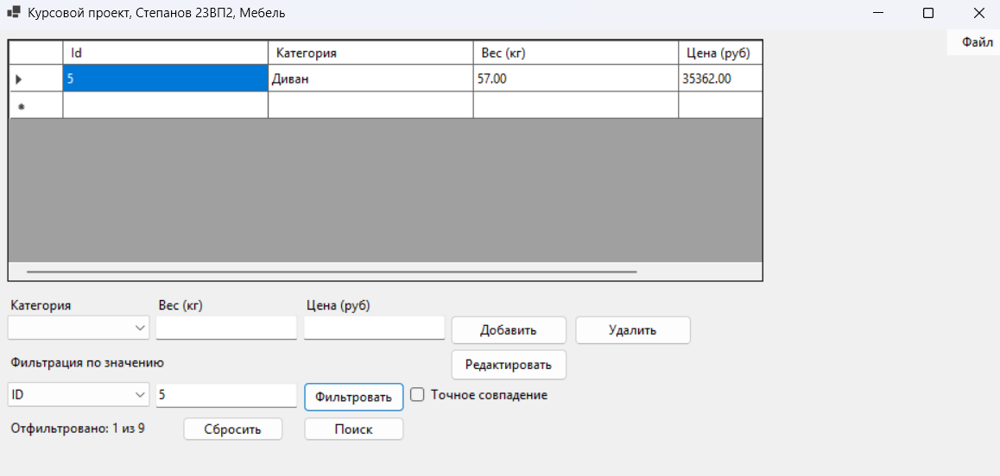 Курсовой проект, Степанов 23ВП2, Мебель
Файл
Id Категория Вес (кг) Цена (руб)
5 Диван 57.00 35362.00
Категория Вес (кг) Цена (руб)
Добавить Удалить
Фильтрация по значению
Редактировать
ID 5 Фильтровать Точное совпадение
Отфильтровано: 1 из 9 Сбросить Поиск